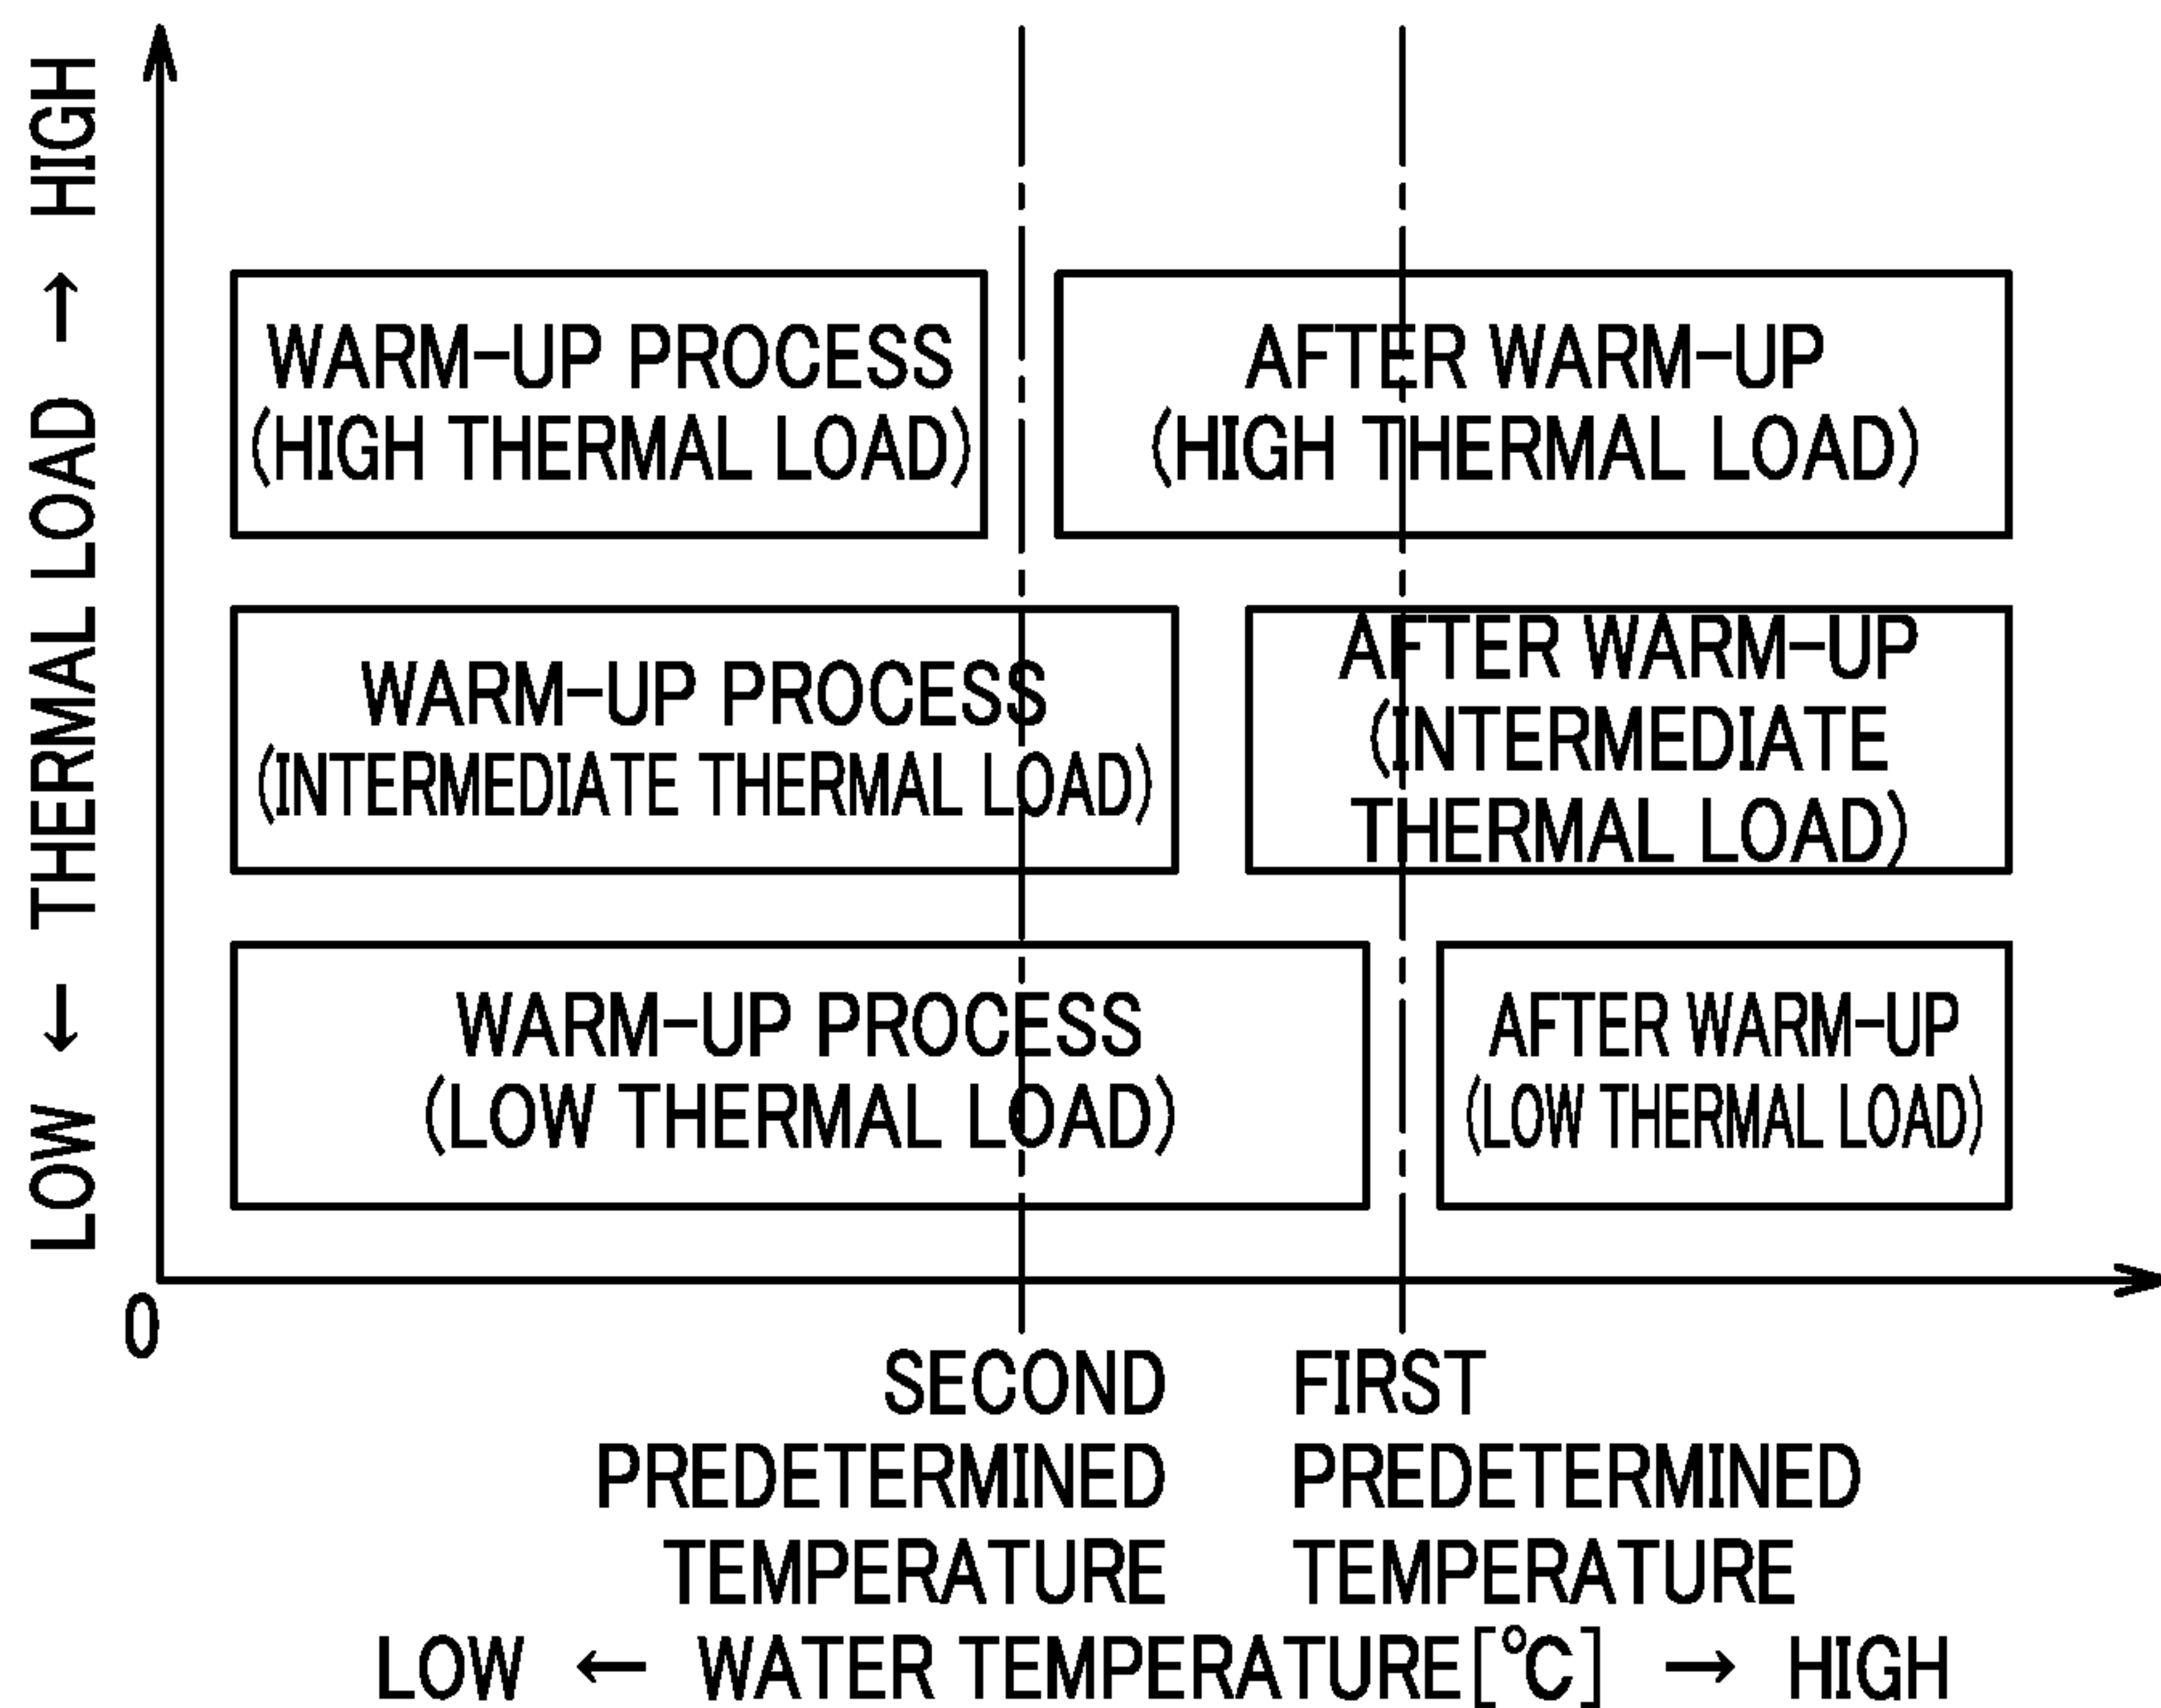 LOW ← THERMAL LOAD → HIGH
WARM-UP PROCESS
(HIGH THERMAL LOAD)
AFTER WARM-UP
(HIGH THERMAL LOAD)
WARM-UP PROCESS
(INTERMEDIATE THERMAL LOAD)
AFTER WARM-UP
(INTERMEDIATE
THERMAL LOAD)
WARM-UP PROCESS
(LOW THERMAL LOAD)
AFTER WARM-UP
(LOW THERMAL LOAD)
0
SECOND
PREDETERMINED
TEMPERATURE
FIRST
PREDETERMINED
TEMPERATURE
LOW ← WATER TEMPERATURE[°C] → HIGH